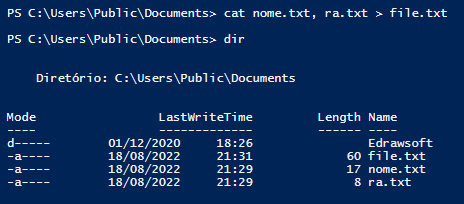 PS C:\Users\Public\Documents> cat nome.txt, ra.txt > file.txt
PS C:\Users\Public\Documents> dir
Diretório: C:\Users\Public\Documents
Mode LastWriteTime Length Name
---- ------------- ------ ----
d----- 01/12/2020 18:26 Edrawsoft
-a---- 18/08/2022 21:31 60 file.txt
-a---- 18/08/2022 21:29 17 nome.txt
-a---- 18/08/2022 21:29 8 ra.txt